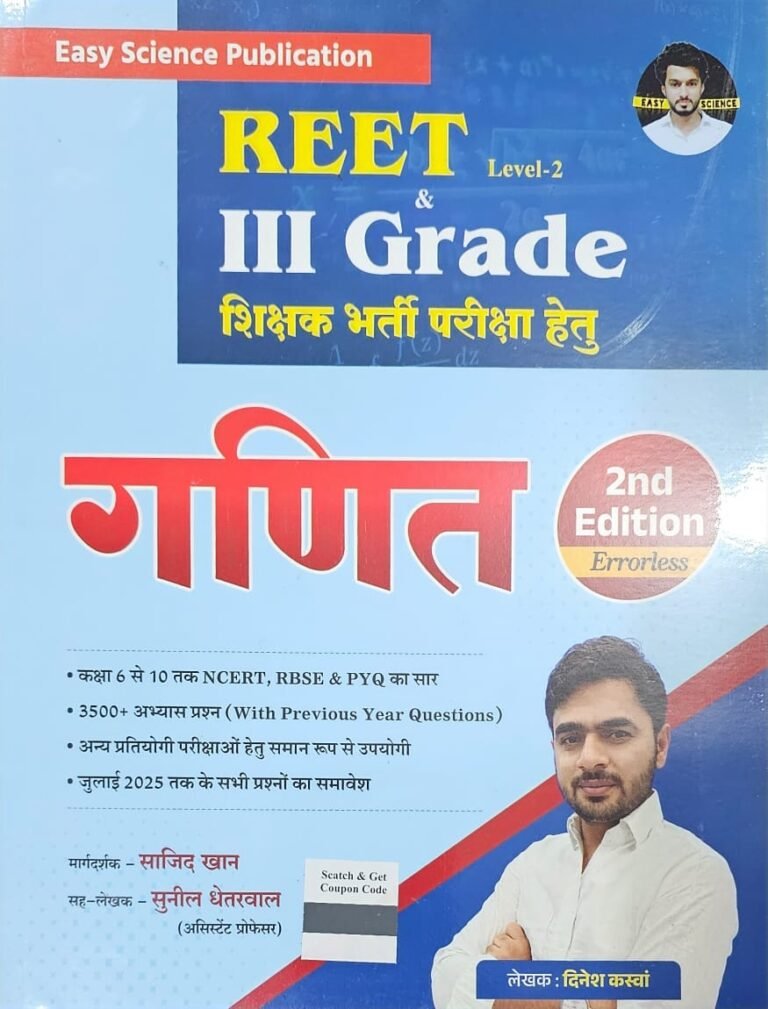 Easy Science Publication
EASY SCIENCE
REET Level-2
&
III Grade
शिक्षक भर्ती परीक्षा हेतु
गणित
2nd
Edition
Errorless
• कक्षा 6 से 10 तक NCERT, RBSE & PYQ का सार
• 3500+ अभ्यास प्रश्न (With Previous Year Questions)
• अन्य प्रतियोगी परीक्षाओं हेतु समान रूप से उपयोगी
• जुलाई 2025 तक के सभी प्रश्नों का समावेश
मार्गदर्शक – साजिद खान
सह-लेखक – सुनील धेतरवाल
(असिस्टेंट प्रोफेसर)
Scatch & Get
Coupon Code
लेखक : दिनेश कस्वां